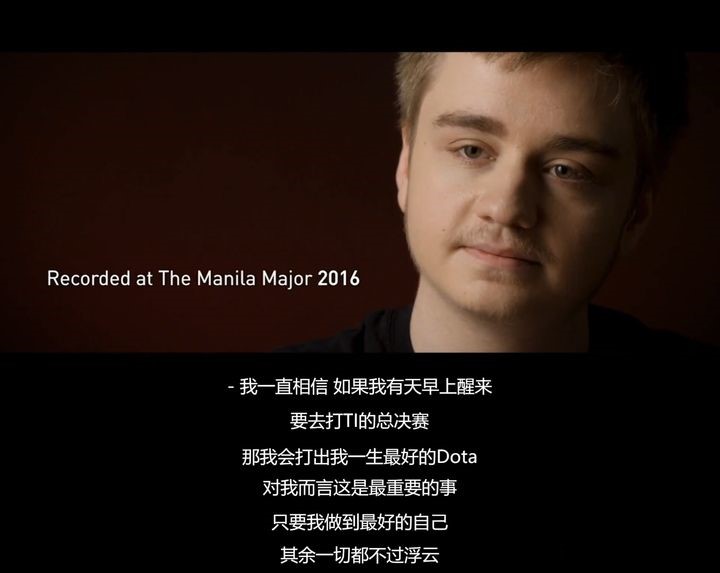 Recorded at The Manila Major 2016
- 我一直相信 如果我有天早上醒来
要去打TI的总决赛
那我会打出我一生最好的Dota
对我而言这是最重要的事
只要我做到最好的自己
其余一切都不过浮云